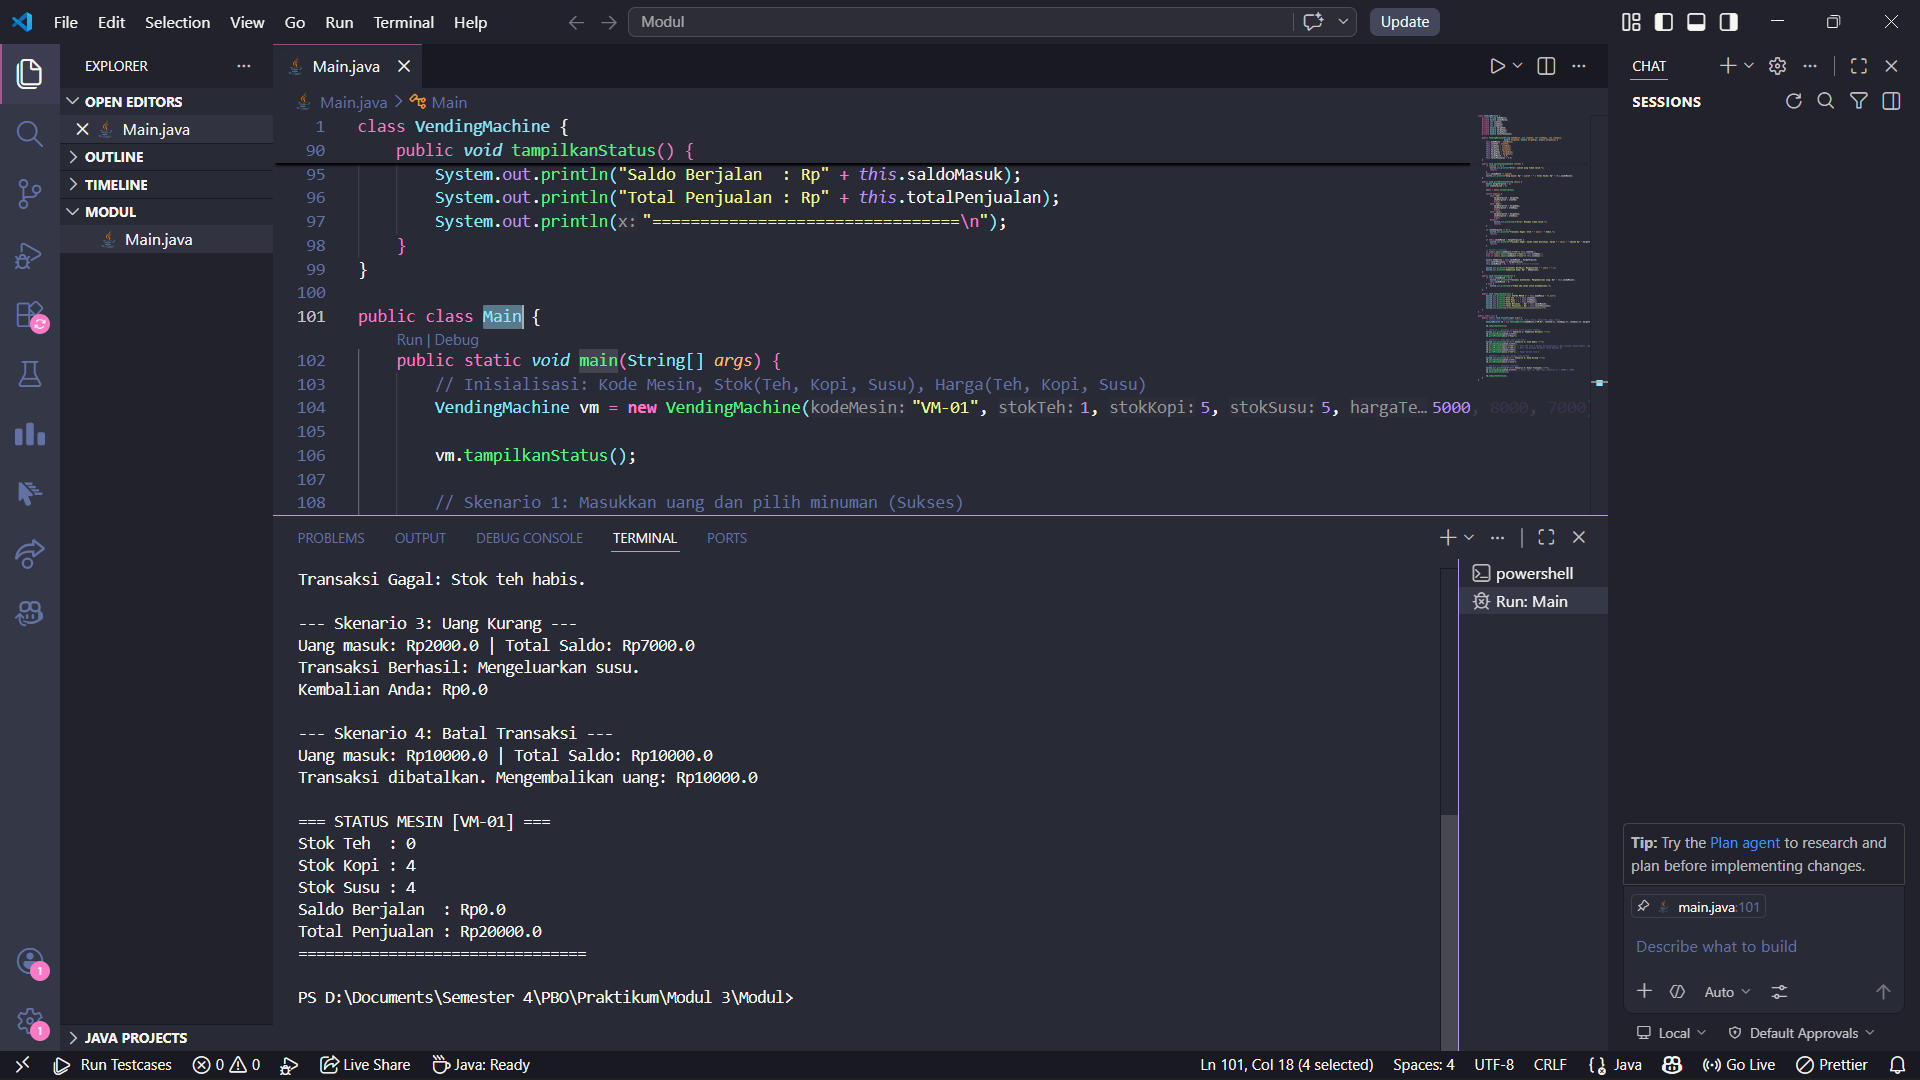 File Edit Selection View Go Run Terminal Help
Modul
Update
EXPLORER
OPEN EDITORS
Main.java
OUTLINE
TIMELINE
MODUL
Main.java
JAVA PROJECTS
Main.java
Main.java > Main
1 class VendingMachine {
90 public void tampilkanStatus() {
95 System.out.println("Saldo Berjalan  : Rp" + this.saldoMasuk);
96 System.out.println("Total Penjualan : Rp" + this.totalPenjualan);
97 System.out.println(x: "================================\n");
98 }
99 }
100
101 public class Main {
Run | Debug
102 public static void main(String[] args) {
103 // Inisialisasi: Kode Mesin, Stok(Teh, Kopi, Susu), Harga(Teh, Kopi, Susu)
104 VendingMachine vm = new VendingMachine(kodeMesin: "VM-01", stokTeh: 1, stokKopi: 5, stokSusu: 5, hargaTe… 5000, 8000, 7000
105
106 vm.tampilkanStatus();
107
108 // Skenario 1: Masukkan uang dan pilih minuman (Sukses)
PROBLEMS OUTPUT DEBUG CONSOLE TERMINAL PORTS
Transaksi Gagal: Stok teh habis.
--- Skenario 3: Uang Kurang ---
Uang masuk: Rp2000.0 | Total Saldo: Rp7000.0
Transaksi Berhasil: Mengeluarkan susu.
Kembalian Anda: Rp0.0
--- Skenario 4: Batal Transaksi ---
Uang masuk: Rp10000.0 | Total Saldo: Rp10000.0
Transaksi dibatalkan. Mengembalikan uang: Rp10000.0
=== STATUS MESIN [VM-01] ===
Stok Teh  : 0
Stok Kopi : 4
Stok Susu : 4
Saldo Berjalan  : Rp0.0
Total Penjualan : Rp20000.0
================================
PS D:\Documents\Semester 4\PBO\Praktikum\Modul 3\Modul>
powershell
Run: Main
CHAT
SESSIONS
Tip: Try the Plan agent to research and
plan before implementing changes.
main.java:101
Describe what to build
Auto
Local Default Approvals
1
1
Run Testcases 0 0 Live Share Java: Ready
Ln 101, Col 18 (4 selected) Spaces: 4 UTF-8 CRLF Java Go Live Prettier